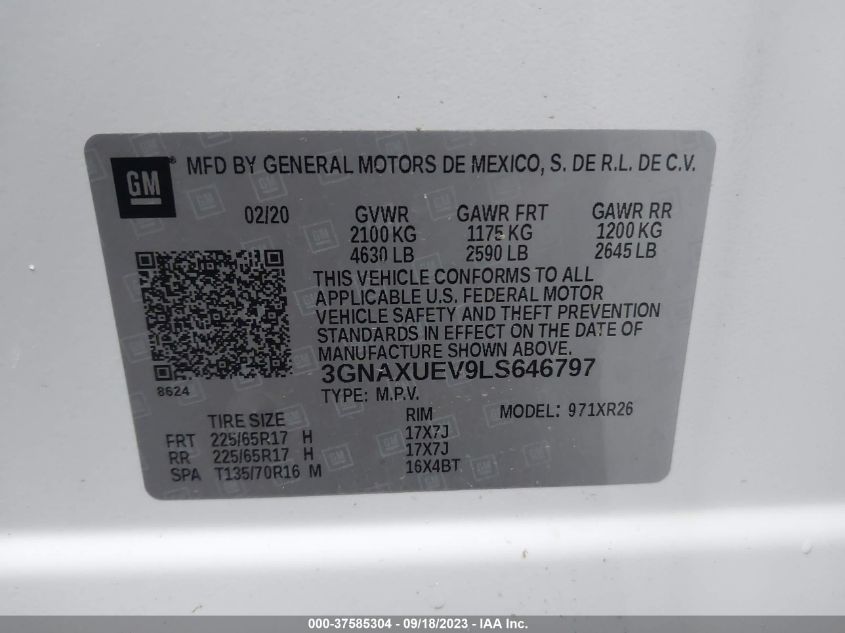 GM ® MFD BY GENERAL MOTORS DE MEXICO, S. DE R.L. DE C.V.
02/20 GVWR GAWR FRT GAWR RR
2100 KG 1175 KG 1200 KG
4630 LB 2590 LB 2645 LB
THIS VEHICLE CONFORMS TO ALL
APPLICABLE U.S. FEDERAL MOTOR
VEHICLE SAFETY AND THEFT PREVENTION
STANDARDS IN EFFECT ON THE DATE OF
MANUFACTURE SHOWN ABOVE.
8624
3GNAXUEV9LS646797
TYPE: M.P.V.
TIRE SIZE RIM MODEL: 971XR26
FRT 225/65R17 H 17X7J
RR 225/65R17 H 17X7J
SPA T135/70R16 M 16X4BT
000-37585304 - 09/18/2023 - IAA Inc.